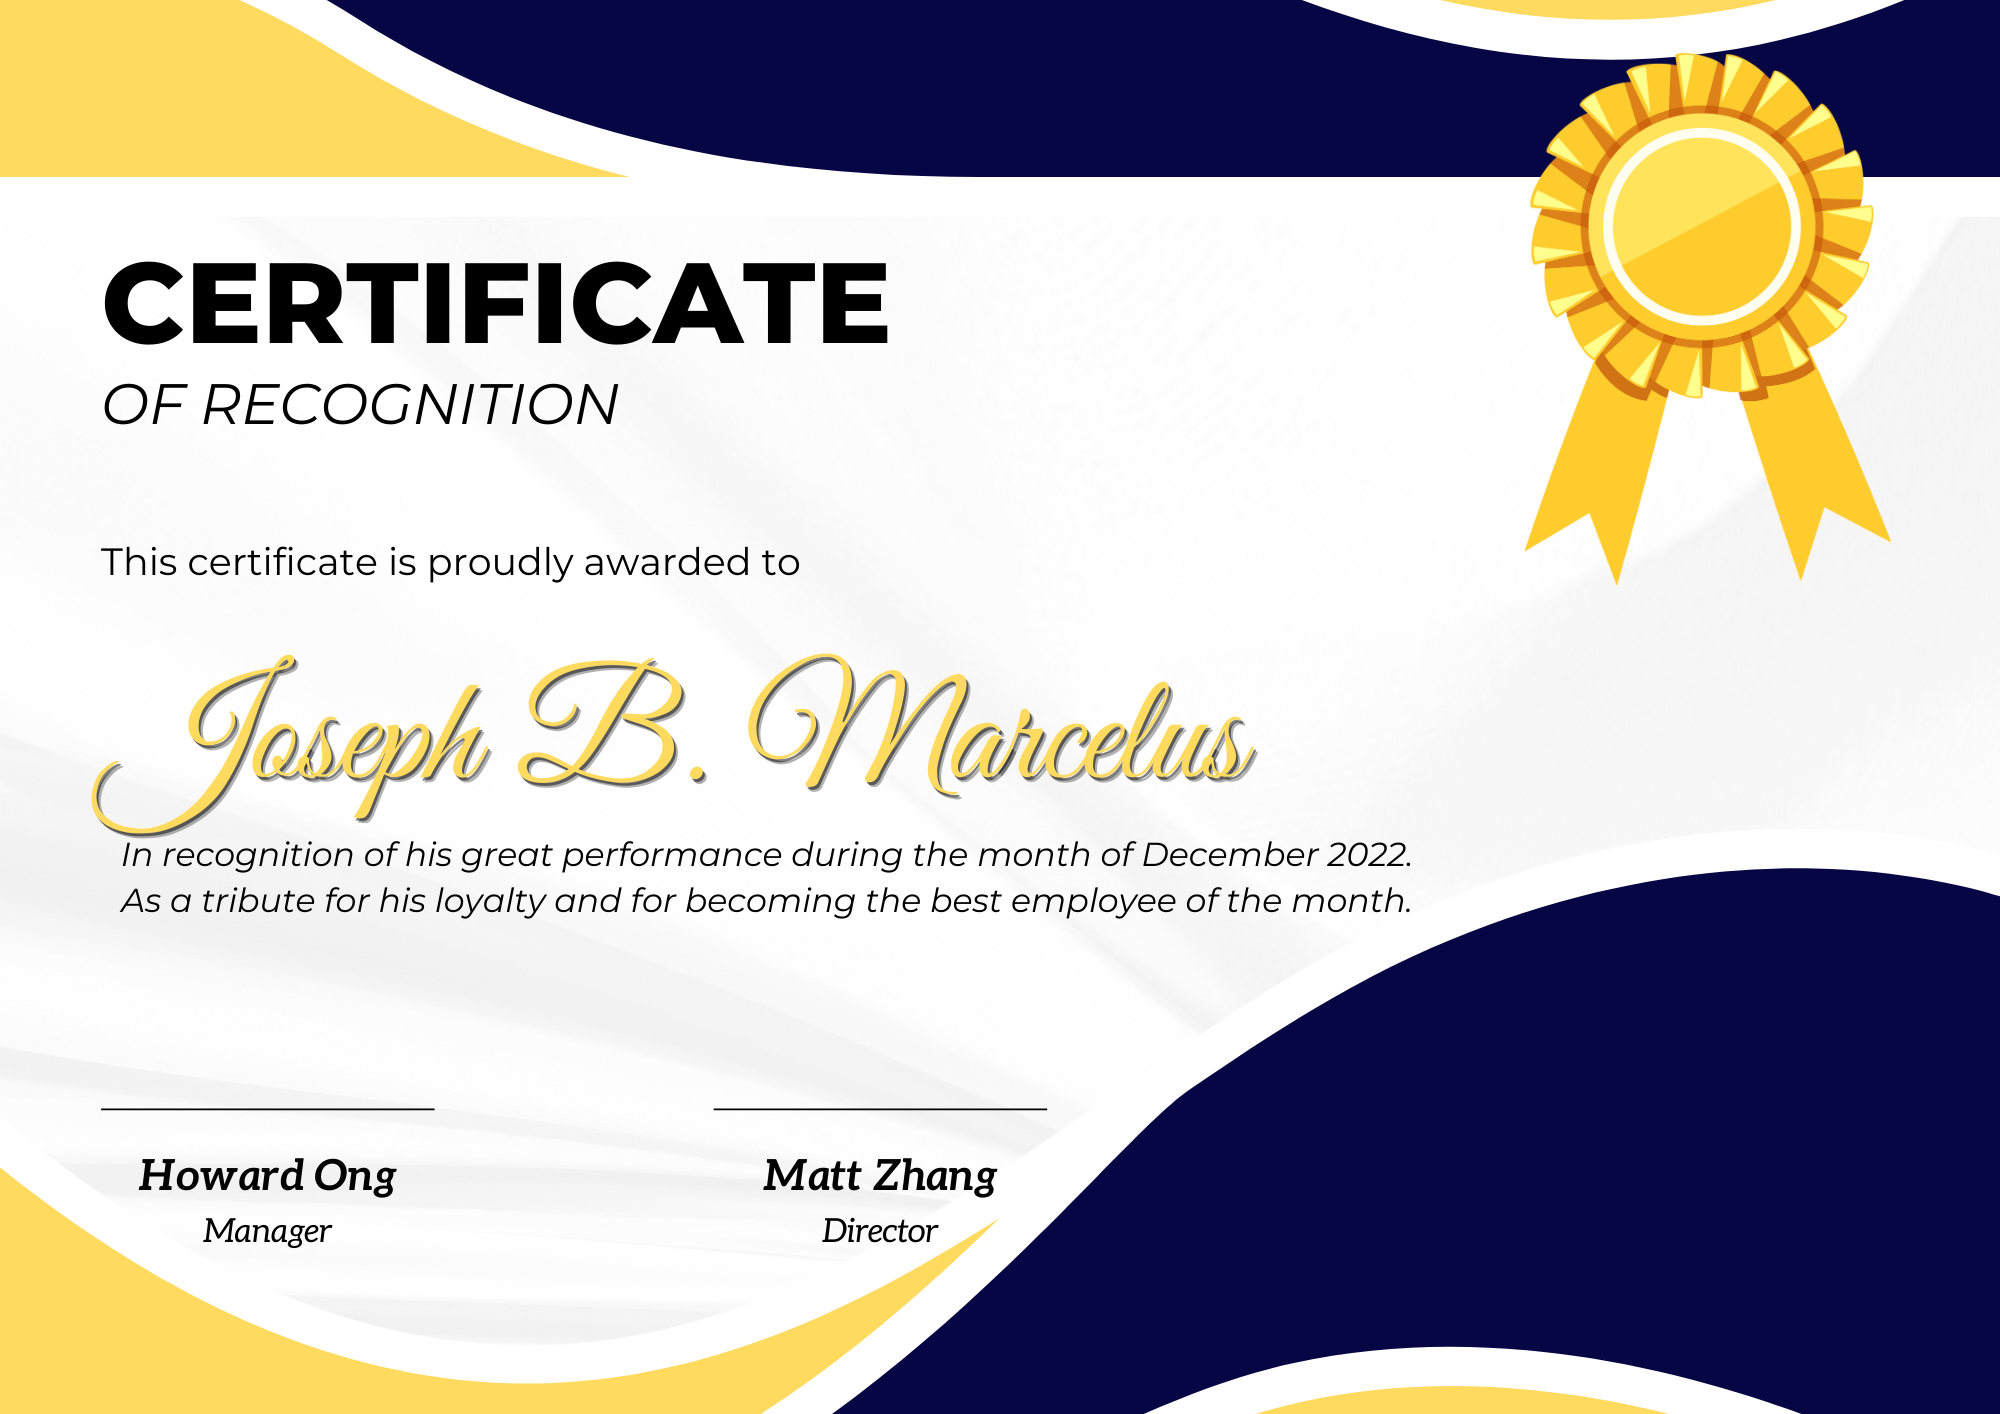 CERTIFICATE
OF RECOGNITION
This certificate is proudly awarded to
Joseph B. Marcelus
In recognition of his great performance during the month of December 2022.
As a tribute for his loyalty and for becoming the best employee of the month.
Howard Ong
Manager
Matt Zhang
Director